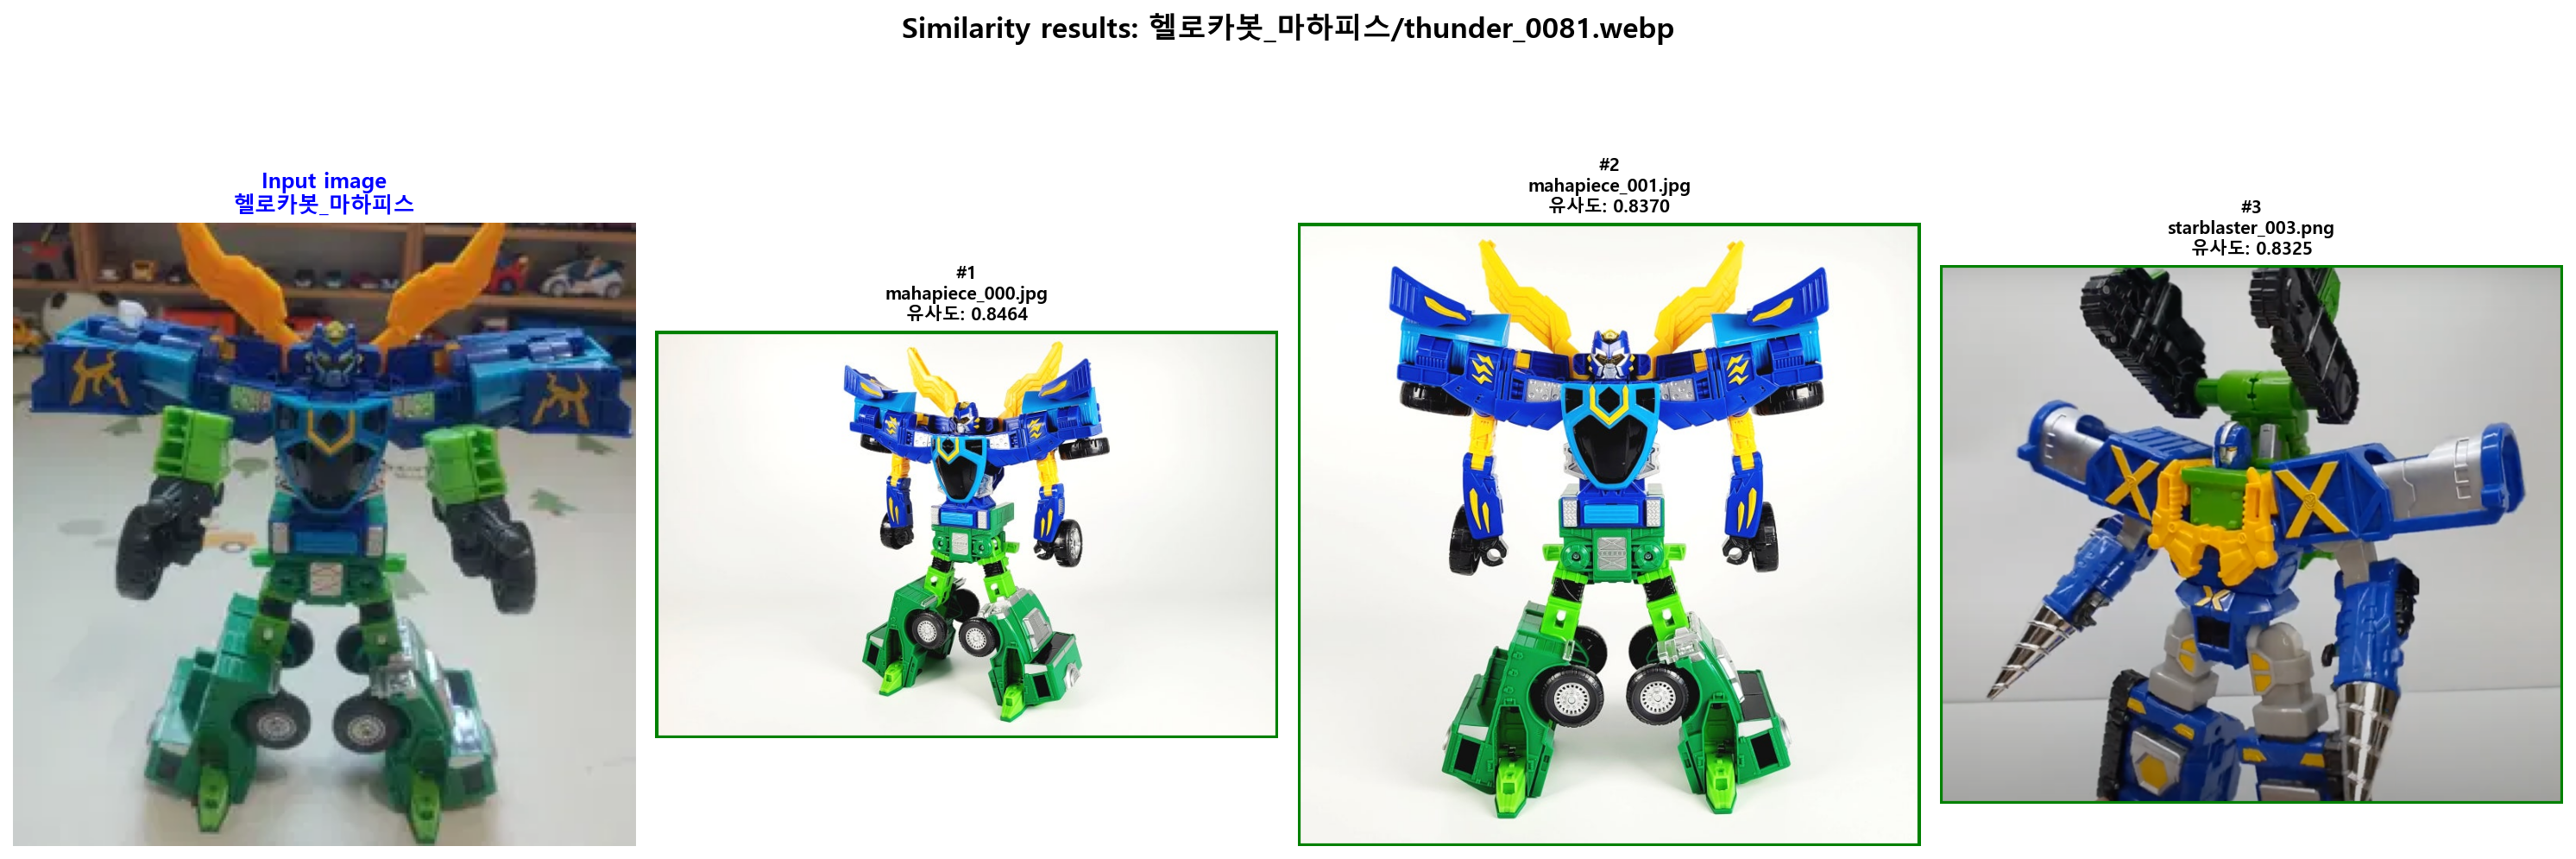 Similarity results: 헬로카봇_마하피스/thunder_0081.webp
Input image
헬로카봇_마하피스
#1
mahapiece_000.jpg
유사도: 0.8464
#2
mahapiece_001.jpg
유사도: 0.8370
#3
starblaster_003.png
유사도: 0.8325